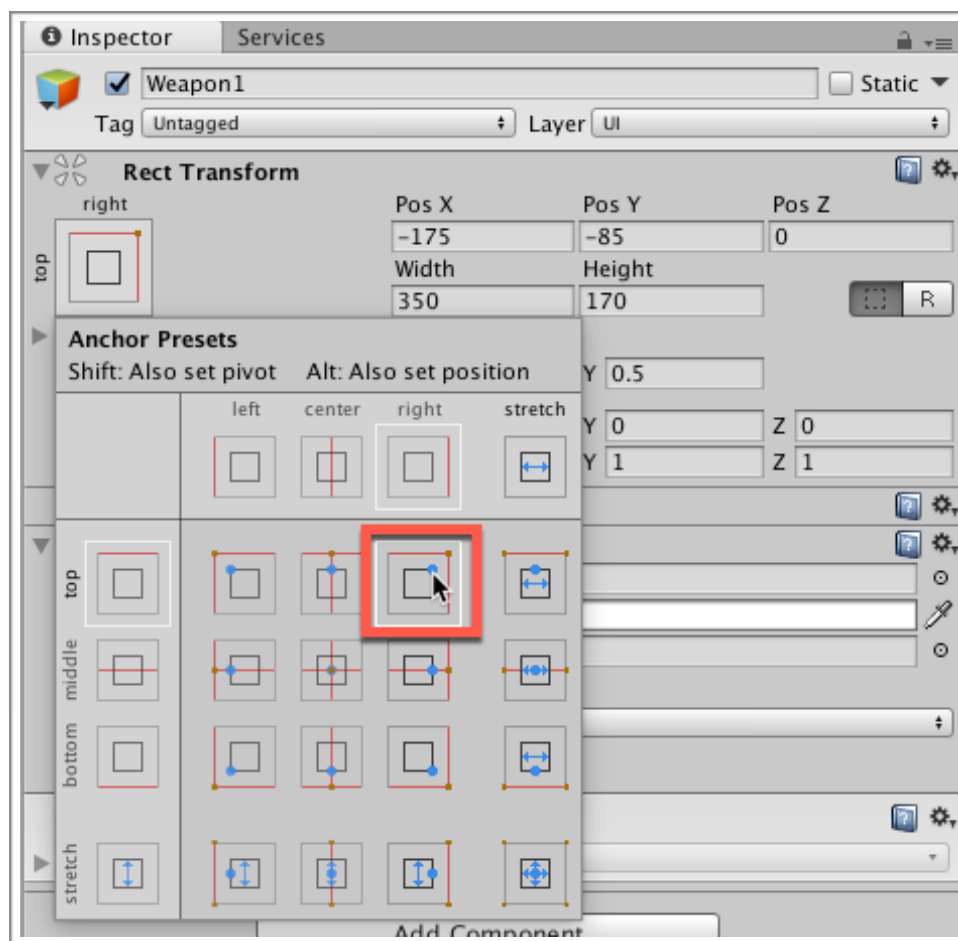 Inspector Services
Weapon1 Static
Tag Untagged Layer UI
Rect Transform
right Pos X Pos Y Pos Z
top -175 -85 0
Width Height
350 170 R
Anchor Presets
Shift: Also set pivot Alt: Also set position Y 0.5
left center right stretch Y 0 Z 0
Y 1 Z 1
top
middle
bottom
stretch
Add Component